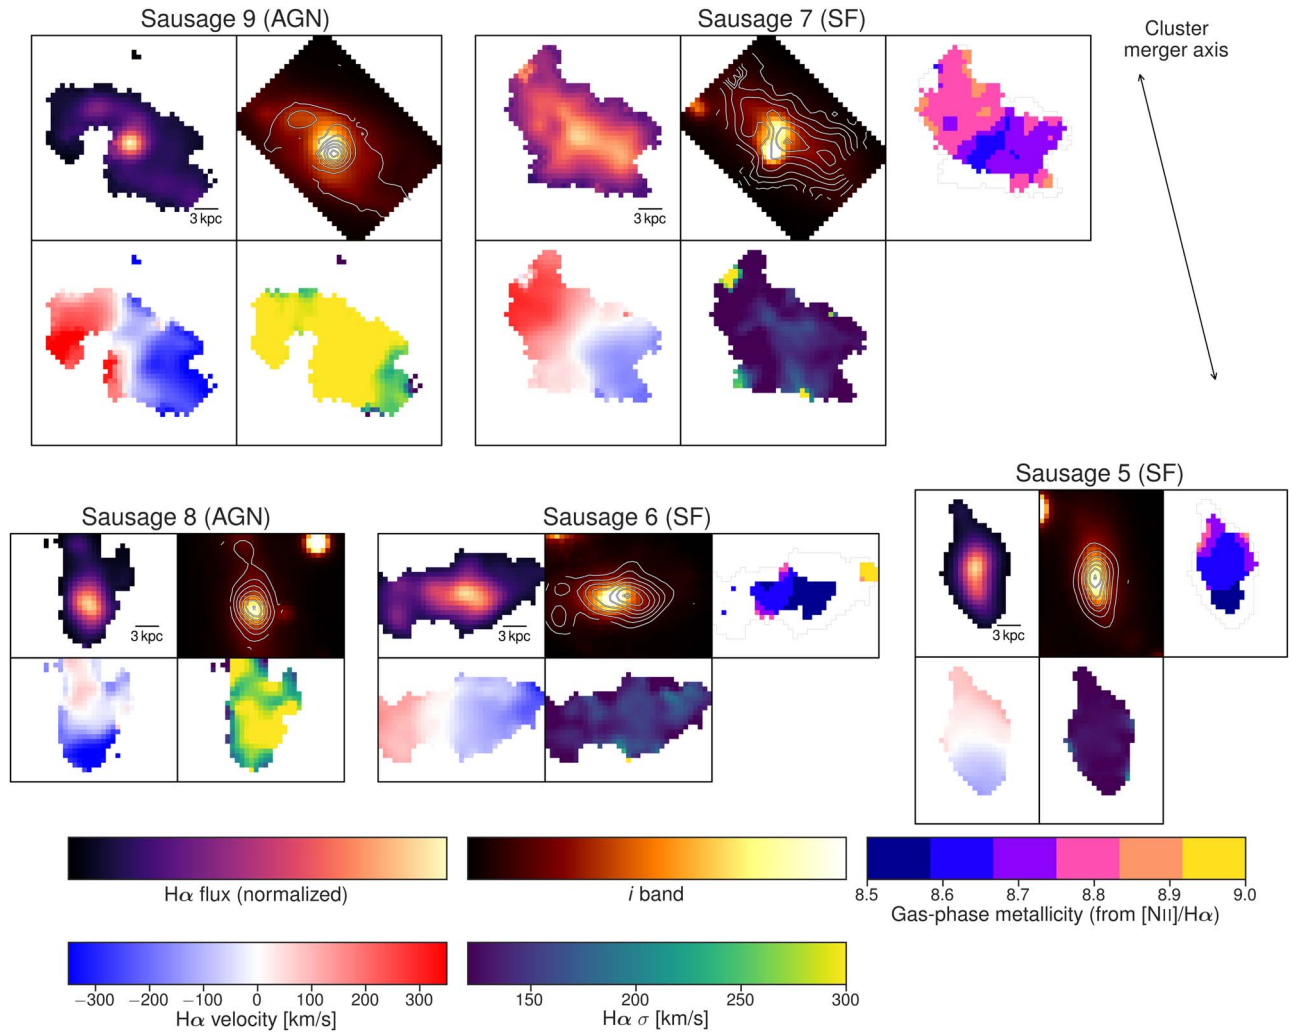 Sausage 9 (AGN)
Sausage 7 (SF)
Cluster
merger axis
3 kpc
3 kpc
Sausage 5 (SF)
Sausage 8 (AGN)
Sausage 6 (SF)
3 kpc
3 kpc
3 kpc
Hα flux (normalized)
i band
8.5 8.6 8.7 8.8 8.9 9.0
Gas-phase metallicity (from [NII]/Hα)
−300 −200 −100 0 100 200 300
Hα velocity [km/s]
150 200 250 300
Hα σ [km/s]